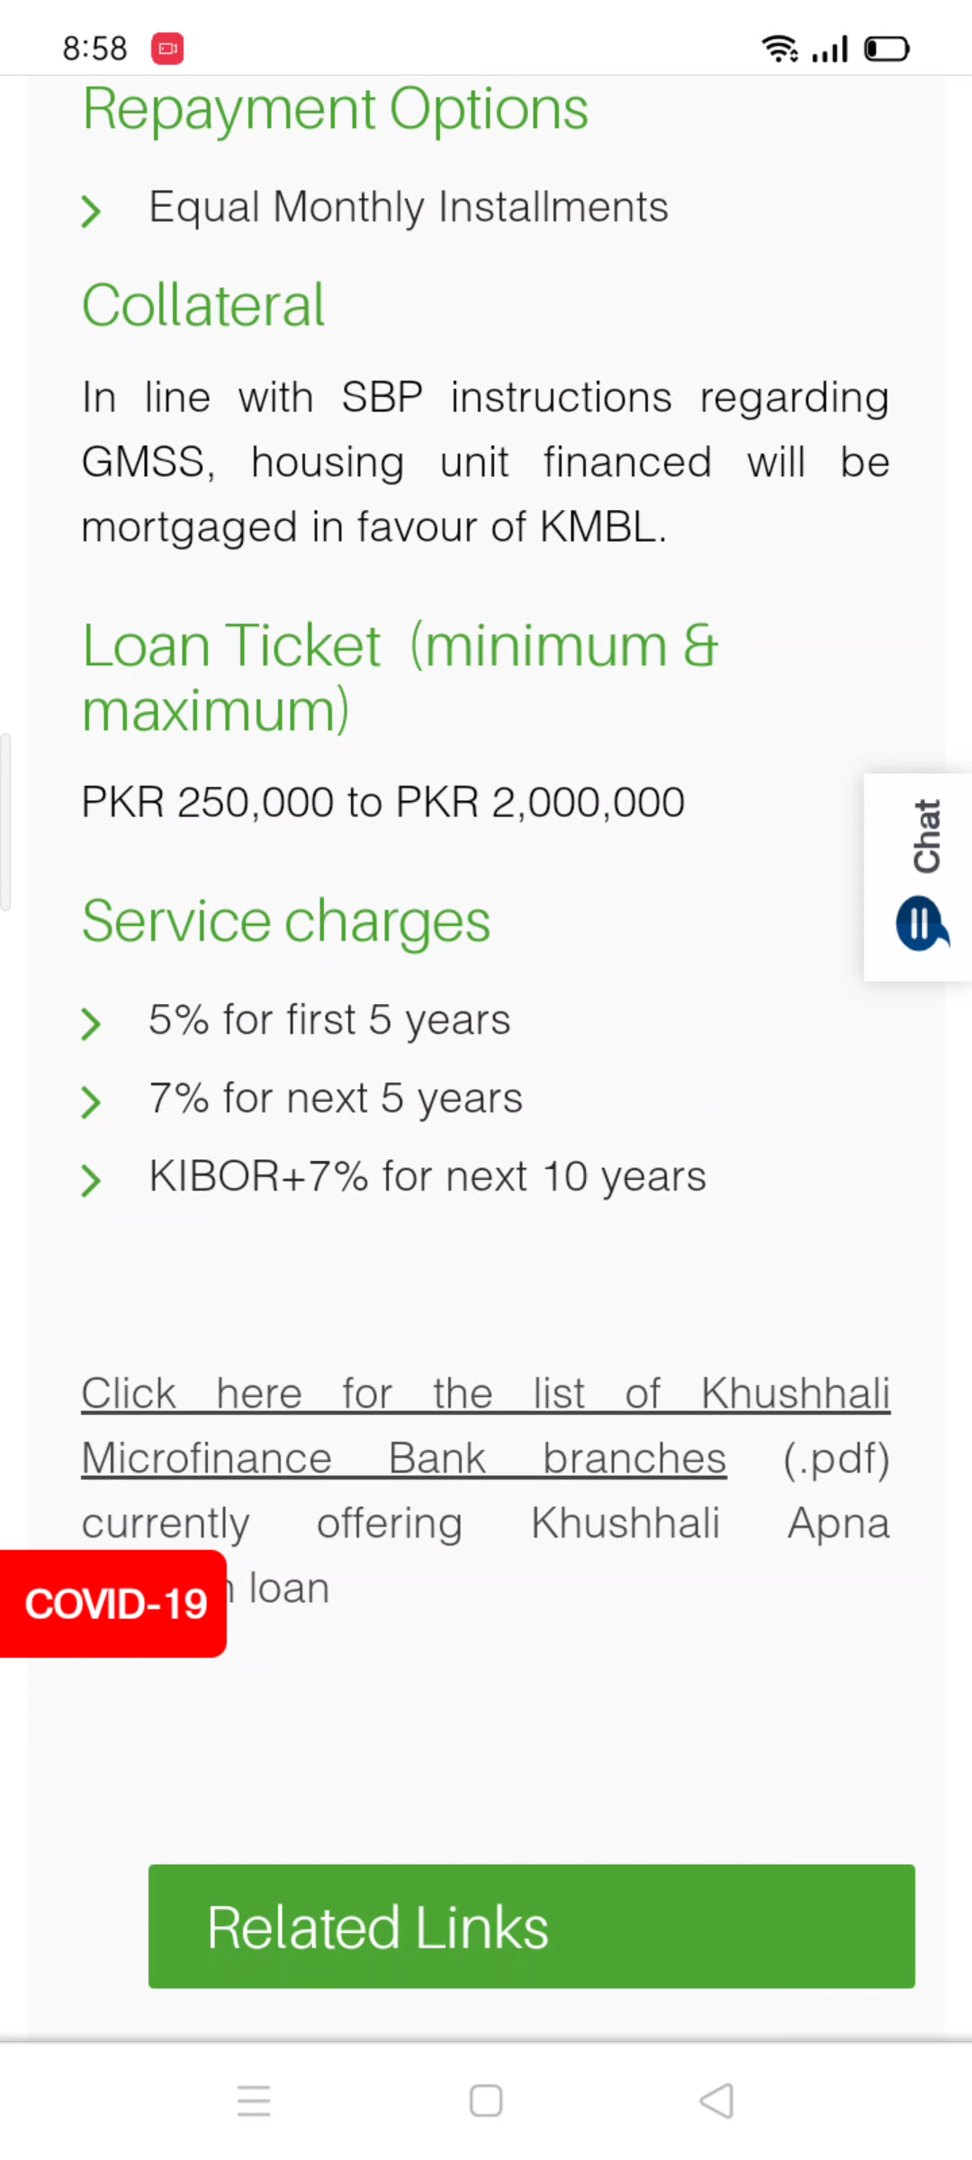 8:58
Repayment Options
Equal Monthly Installments
Collateral
In line with SBP instructions regarding
GMSS, housing unit financed will be
mortgaged in favour of KMBL.
Loan Ticket (minimum &
maximum)
PKR 250,000 to PKR 2,000,000
Chat
Service charges
5% for first 5 years
7% for next 5 years
KIBOR+7% for next 10 years
Click here for the list of Khushhali
Microfinance Bank branches (.pdf)
currently offering Khushhali Apna
COVID-19 loan
Related Links